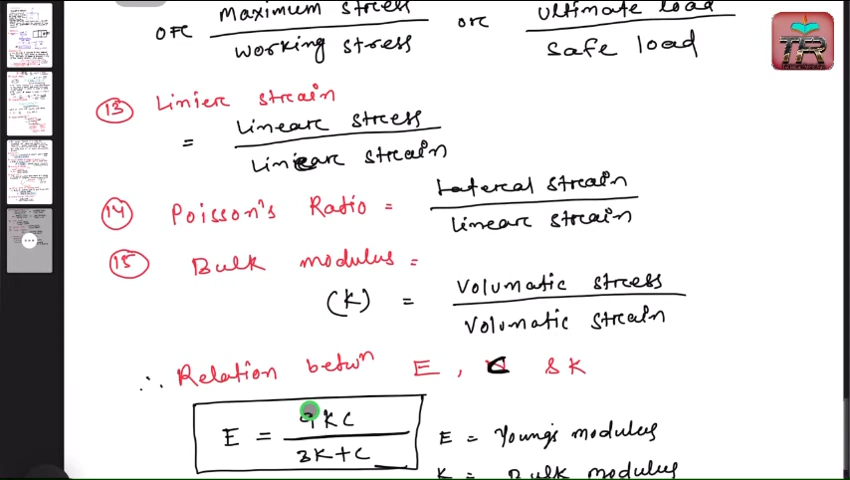 Maximum stress
or ――― or
working stress
Ultimate load
safe load
TR
(13) Linier strain
= Linear stress
Linear strain
(14) Poisson's Ratio = Lateral strain
Linear strain
(15) Bulk modulus =
(K) = Volumatic stress
Volumatic strain
∴ Relation betwn E, C & K
E = 9KC
3K+C
E = Young's modulus
K = Bulk modulus